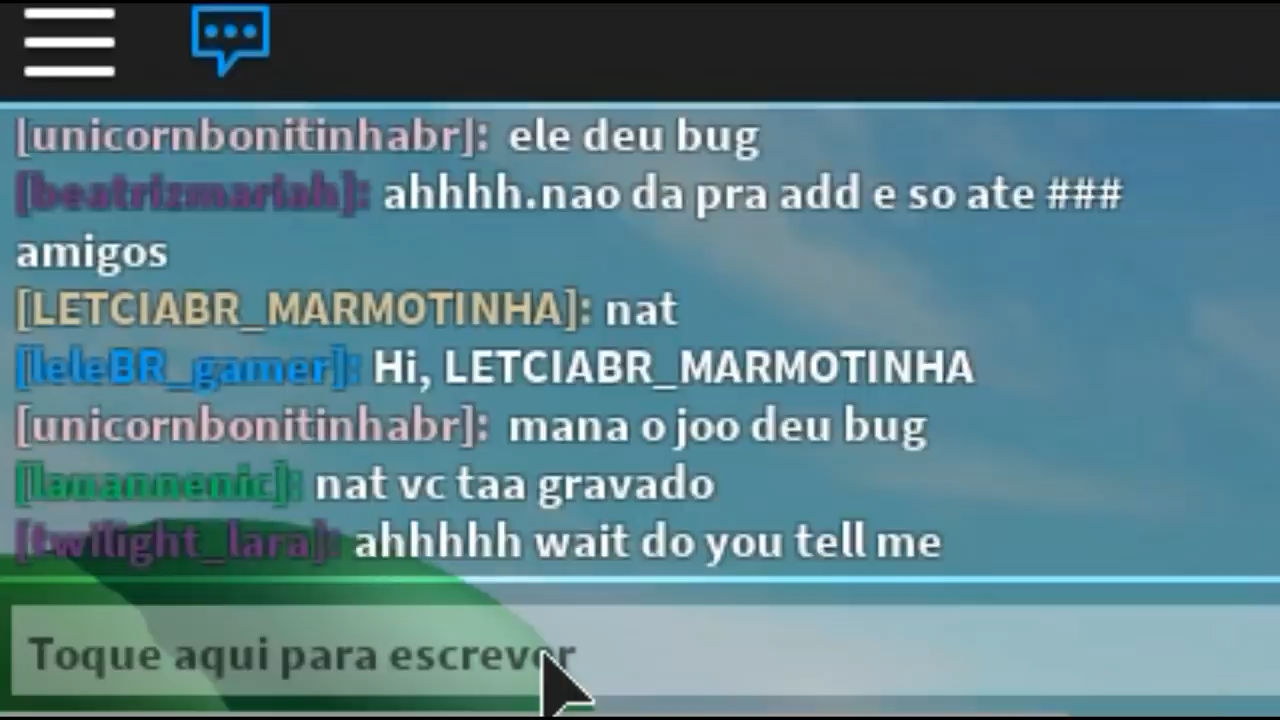 [unicornbonitinhabr]: ele deu bug
[beatrizmariah]: ahhhh.nao da pra add e so ate ###
amigos
[LETCIABR_MARMOTINHA]: nat
[leleBR_gamer]: Hi, LETCIABR_MARMOTINHA
[unicornbonitinhabr]: mana o joo deu bug
[lauannenic]: nat vc taa gravado
[twilight_lara]: ahhhhh wait do you tell me
Toque aqui para escrever